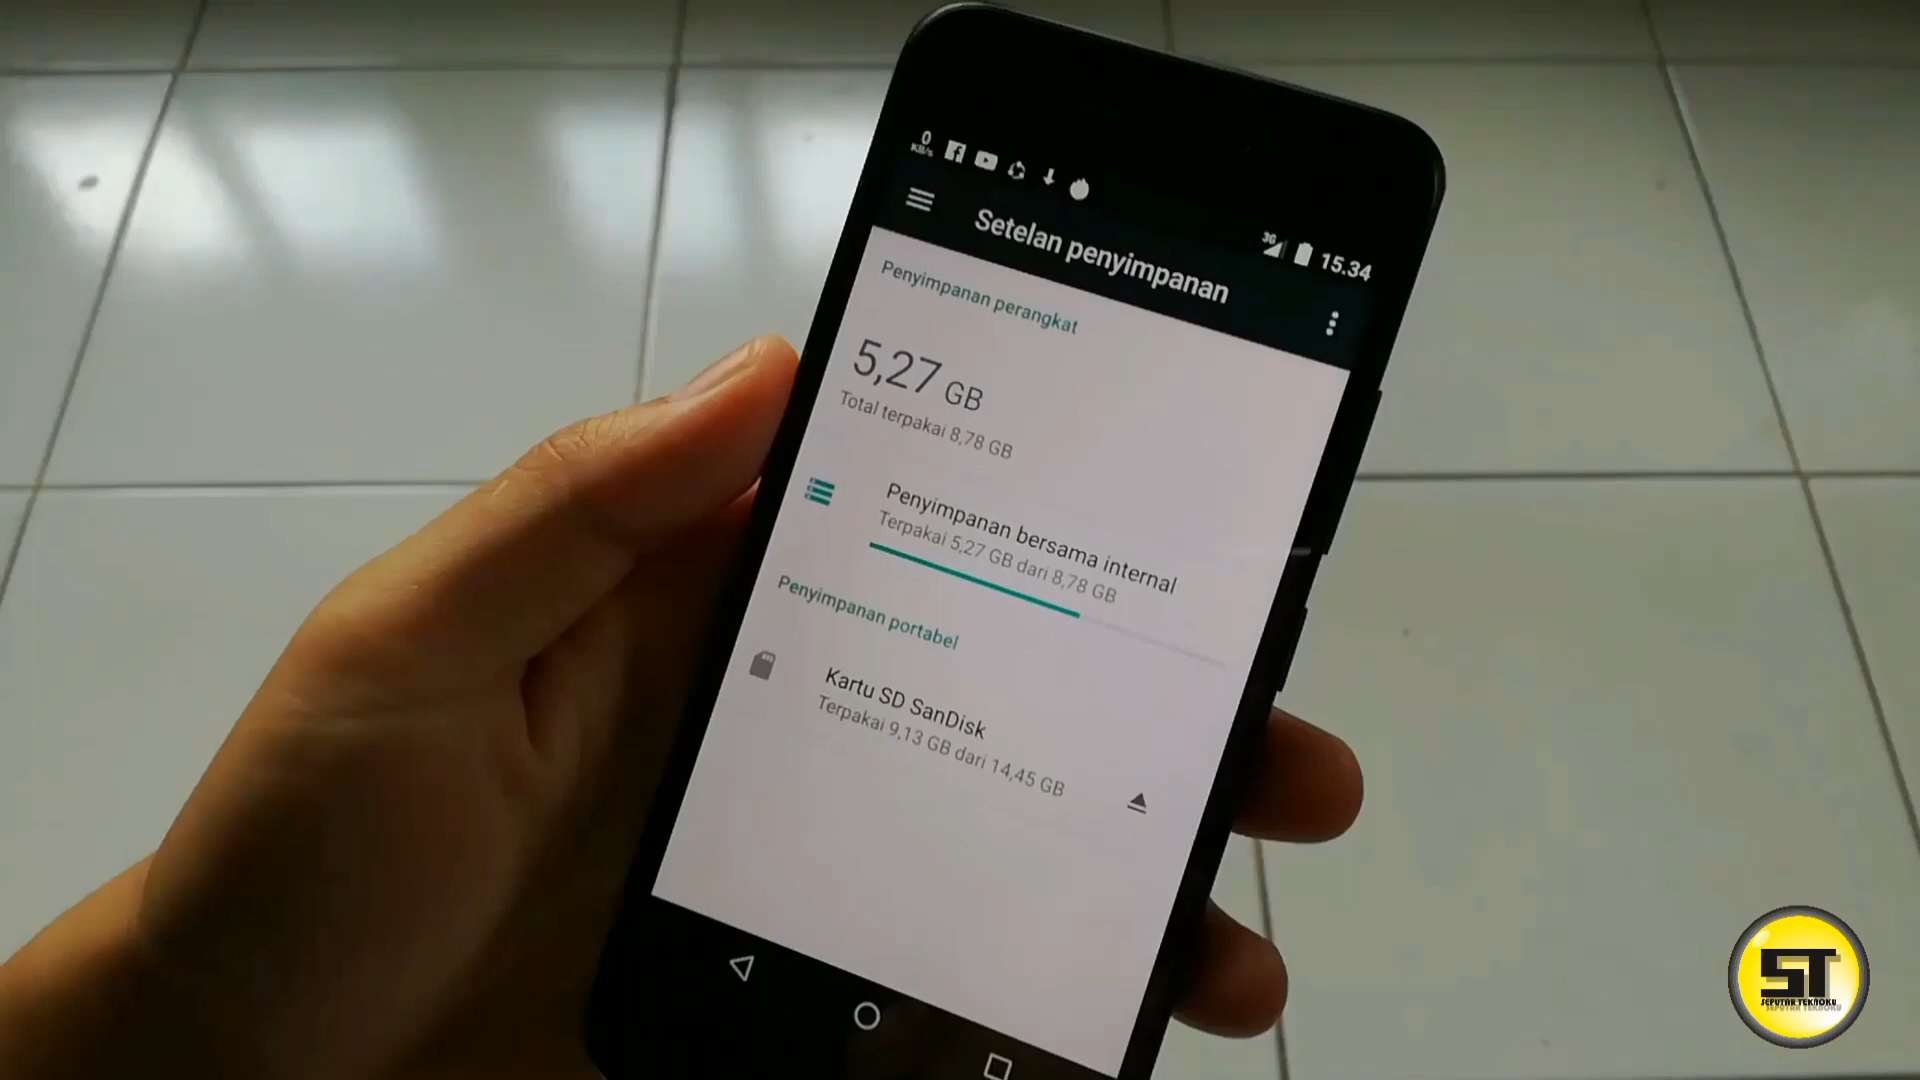 0
KB/s
3G
15.34
Setelan penyimpanan
Penyimpanan perangkat
5,27 GB
Total terpakai 8,78 GB
Penyimpanan bersama internal
Terpakai 5,27 GB dari 8,78 GB
Penyimpanan portabel
Kartu SD SanDisk
Terpakai 9,13 GB dari 14,45 GB
ST
SEPUTAR TEKNOKU